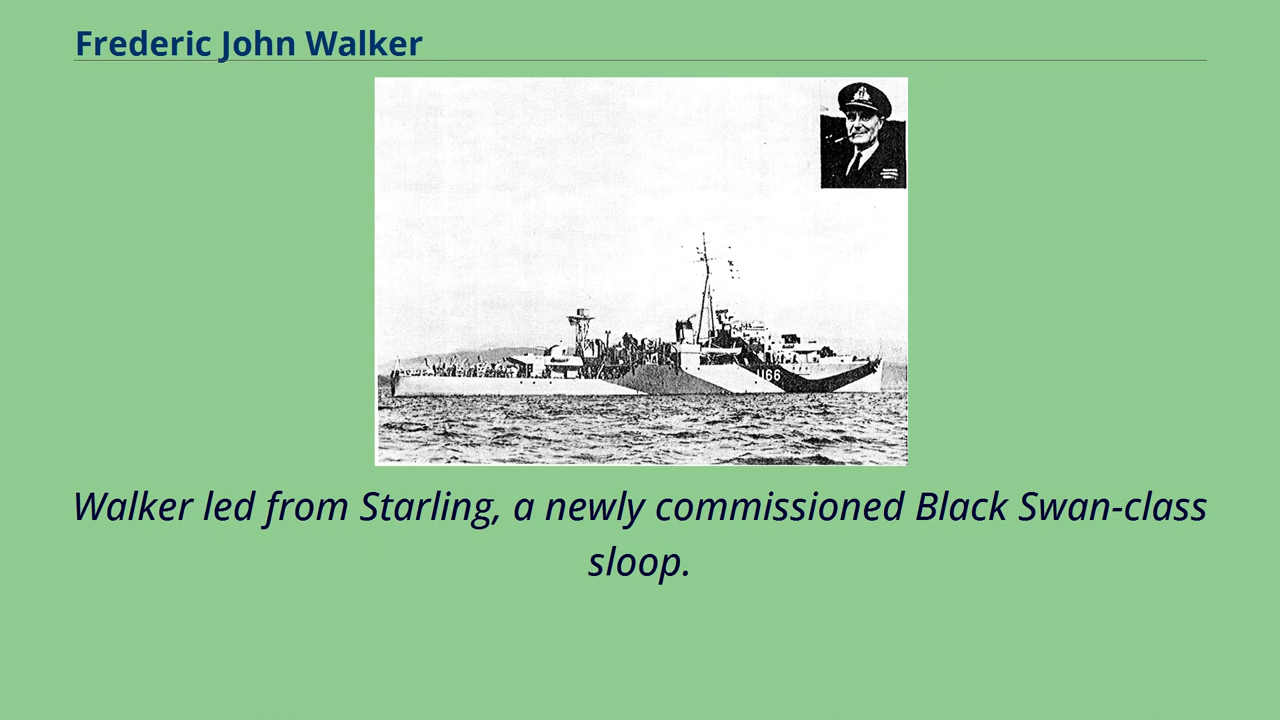 Frederic John Walker
U66
Walker led from Starling, a newly commissioned Black Swan-class
sloop.